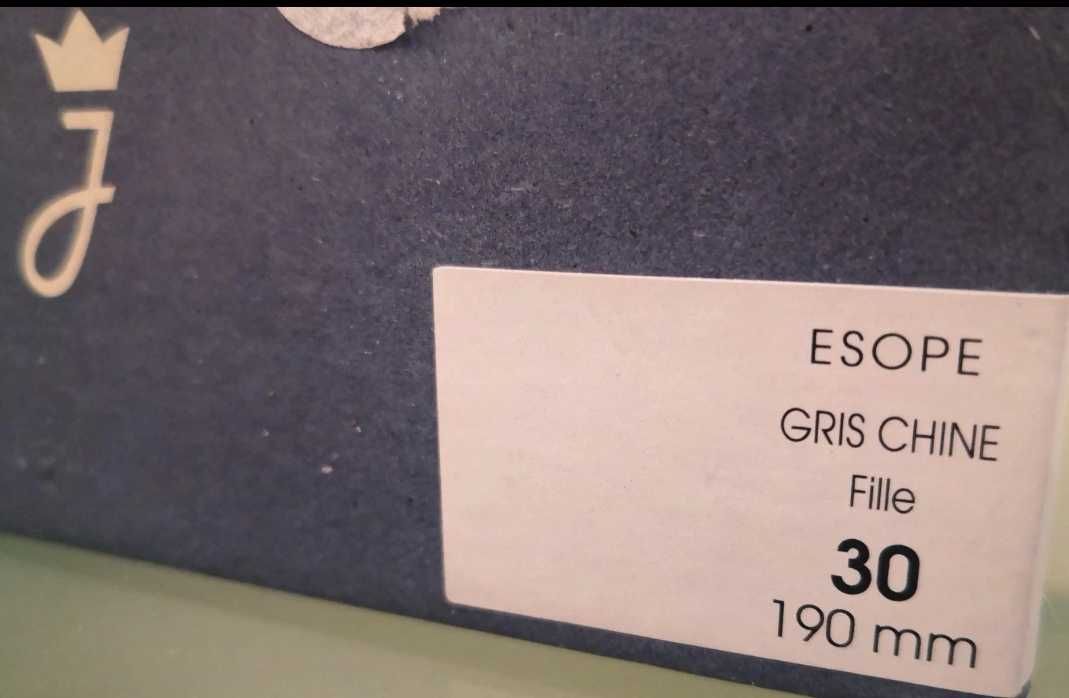 J
ESOPE
GRIS CHINE
Fille
30
190 mm